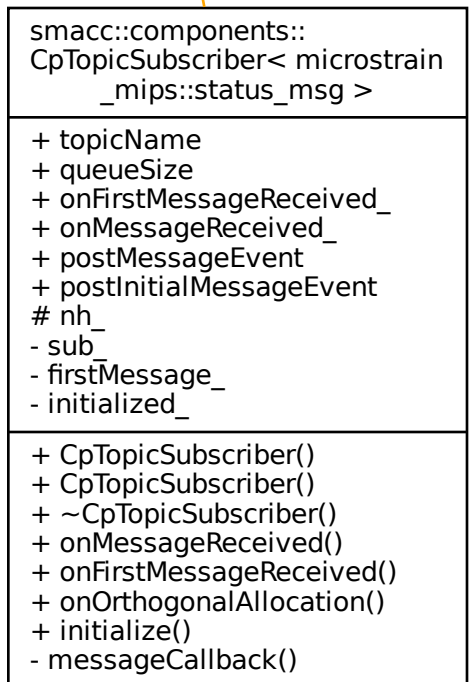 smacc::components::
CpTopicSubscriber< microstrain
_mips::status_msg >
+ topicName
+ queueSize
+ onFirstMessageReceived_
+ onMessageReceived_
+ postMessageEvent
+ postInitialMessageEvent
# nh_
- sub_
- firstMessage_
- initialized_
+ CpTopicSubscriber()
+ CpTopicSubscriber()
+ ~CpTopicSubscriber()
+ onMessageReceived()
+ onFirstMessageReceived()
+ onOrthogonalAllocation()
+ initialize()
- messageCallback()